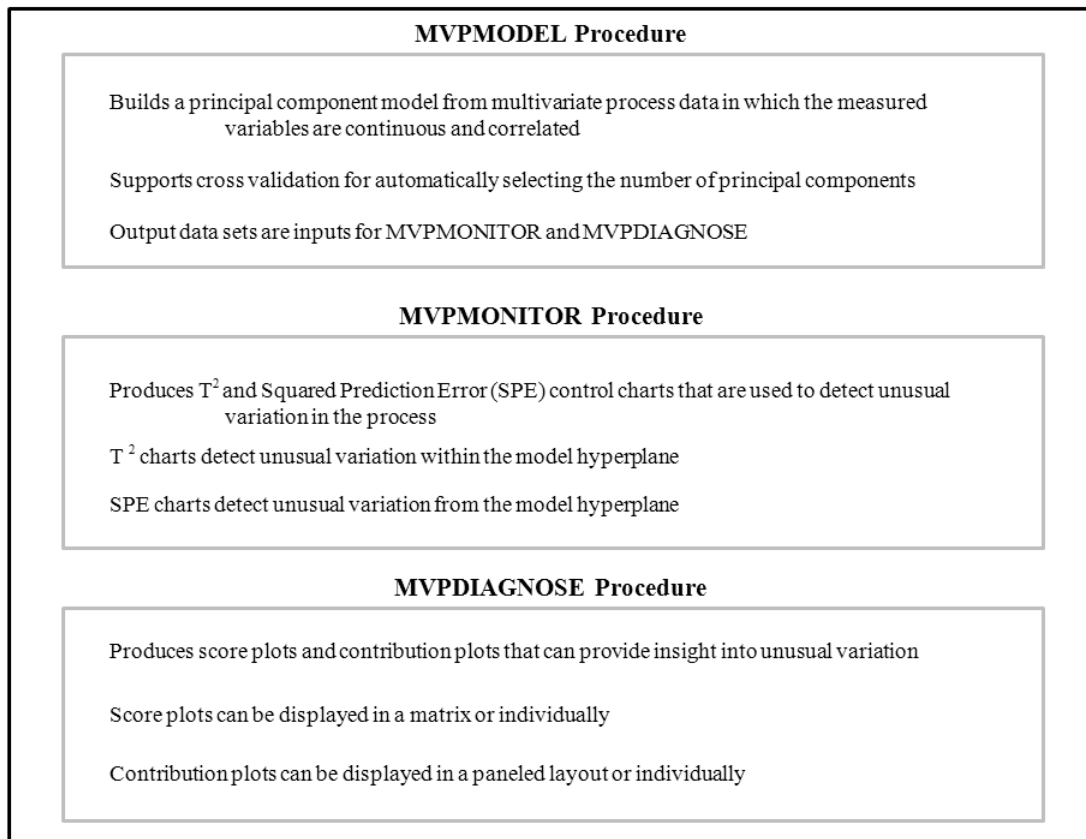 MVPMODEL Procedure
Builds a principal component model from multivariate process data in which the measured
variables are continuous and correlated
Supports cross validation for automatically selecting the number of principal components
Output data sets are inputs for MVPMONITOR and MVPDIAGNOSE
MVPMONITOR Procedure
Produces T² and Squared Prediction Error (SPE) control charts that are used to detect unusual
variation in the process
T ² charts detect unusual variation within the model hyperplane
SPE charts detect unusual variation from the model hyperplane
MVPDIAGNOSE Procedure
Produces score plots and contribution plots that can provide insight into unusual variation
Score plots can be displayed in a matrix or individually
Contribution plots can be displayed in a paneled layout or individually